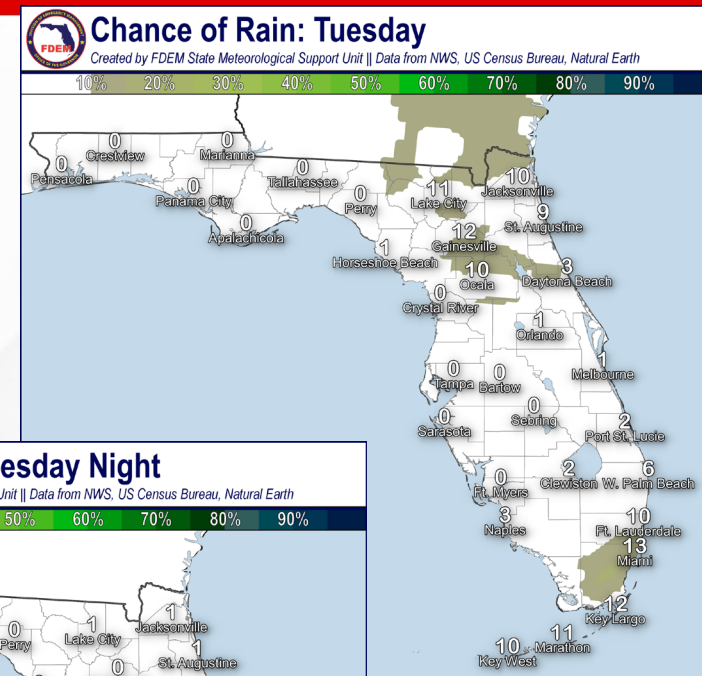 Chance of Rain: Tuesday
FDEM
Created by FDEM State Meteorological Support Unit || Data from NWS, US Census Bureau, Natural Earth
10% 20% 30% 40% 50% 60% 70% 80% 90%
0
Crestview
0
Marianna
0
Pensacola
0
Tallahassee
0
Panama City
0
Perry
11
Lake City
10
Jacksonville
0
Apalachicola
9
St. Augustine
12
Gainesville
1
Horseshoe Beach
10
Ocala
3
Daytona Beach
0
Crystal River
1
Orlando
0
Tampa
0
Bartow
1
Melbourne
0
Sarasota
0
Sebring
2
Port St. Lucie
0
Ft. Myers
2
Clewiston
6
W. Palm Beach
3
Naples
10
Ft. Lauderdale
13
Miami
12
Key Largo
11
Marathon
10
Key West
esday Night
Unit || Data from NWS, US Census Bureau, Natural Earth
50% 60% 70% 80% 90%
0
Perry
1
Lake City
1
Jacksonville
1
St. Augustine
0